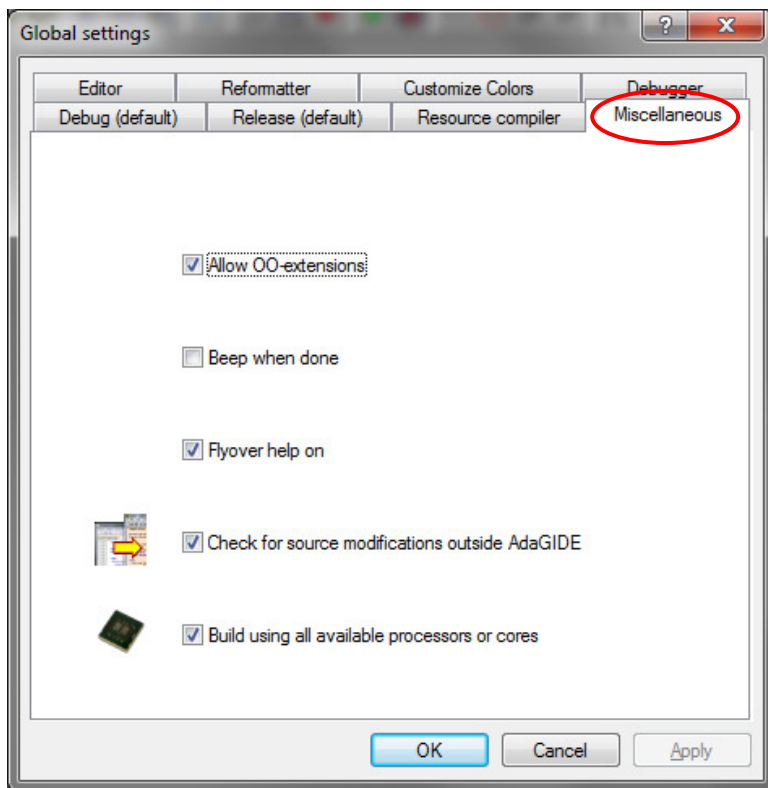 Global settings
Editor Reformatter Customize Colors Debugger
Debug (default) Release (default) Resource compiler Miscellaneous
Allow OO-extensions
Beep when done
Flyover help on
Check for source modifications outside AdaGIDE
Build using all available processors or cores
OK Cancel Apply